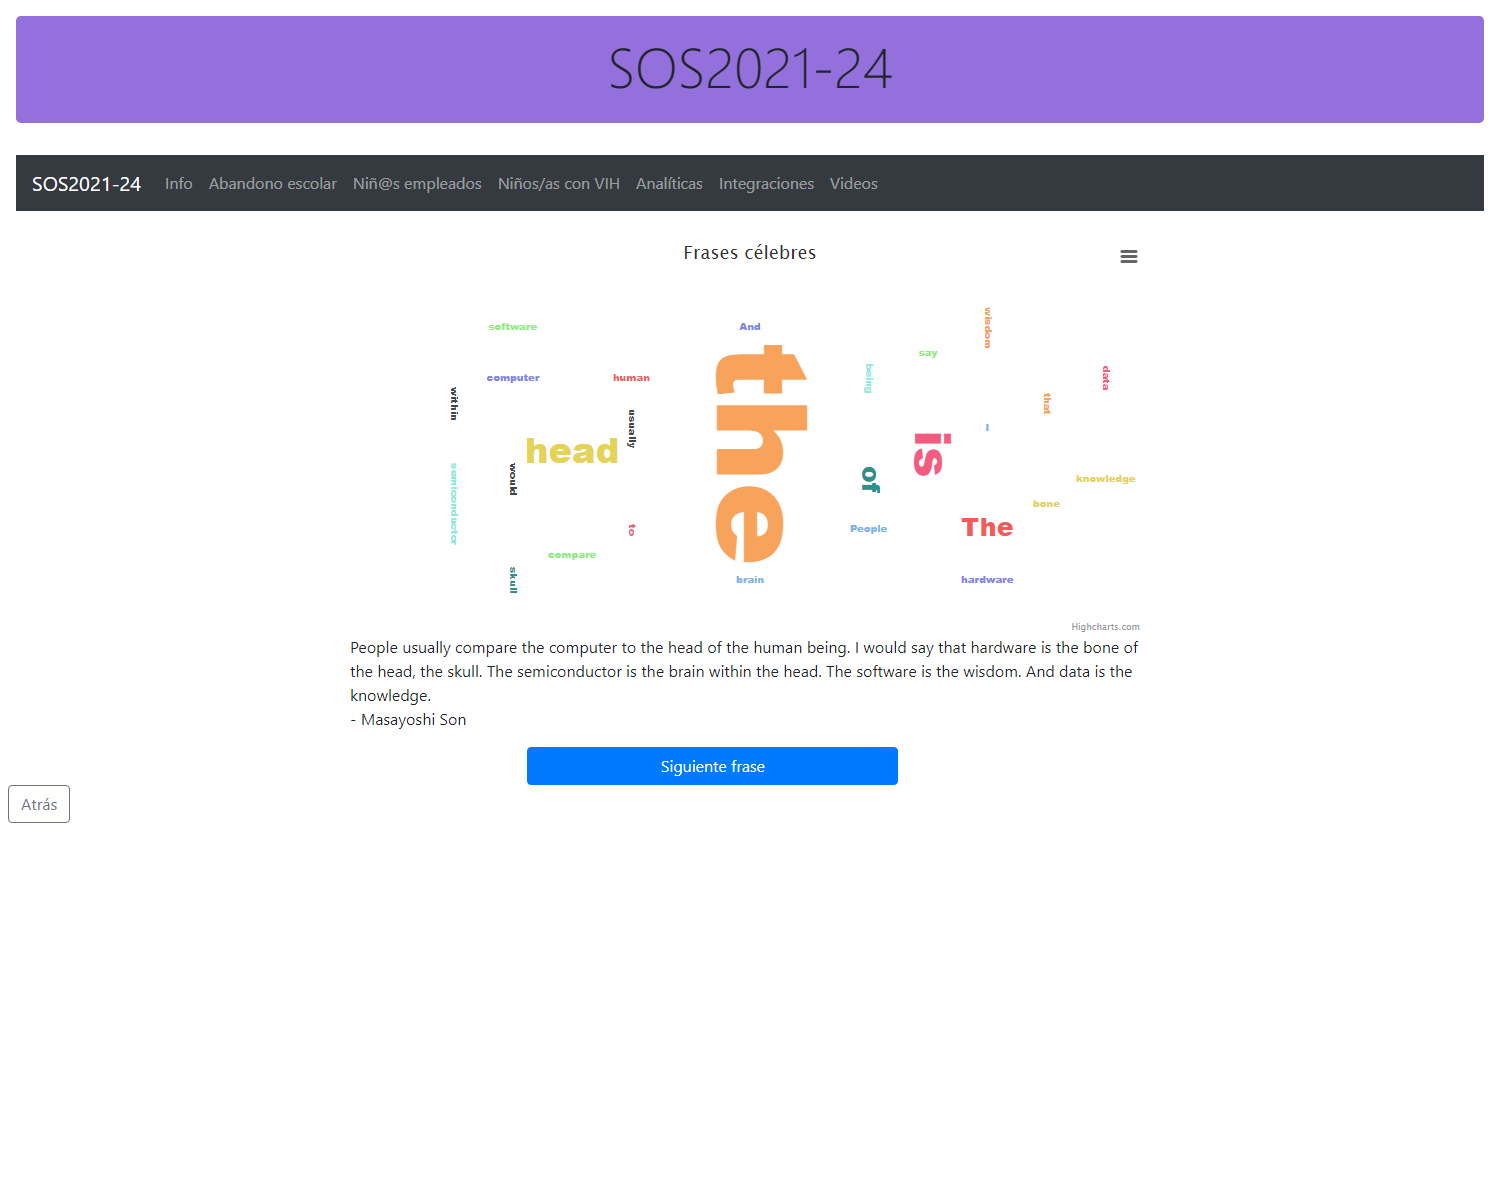 SOS2021-24
SOS2021-24 Info Abandono escolar Niñ@s empleados Niños/as con VIH Analíticas Integraciones Videos
Frases célebres
software
And
wisdom
say
computer
human
being
data
within
that
usually
I
head
the
is
semiconductor
would
of
knowledge
bone
to
People
The
compare
skull
brain
hardware
Highcharts.com
People usually compare the computer to the head of the human being. I would say that hardware is the bone of
the head, the skull. The semiconductor is the brain within the head. The software is the wisdom. And data is the
knowledge.
- Masayoshi Son
Siguiente frase
Atrás